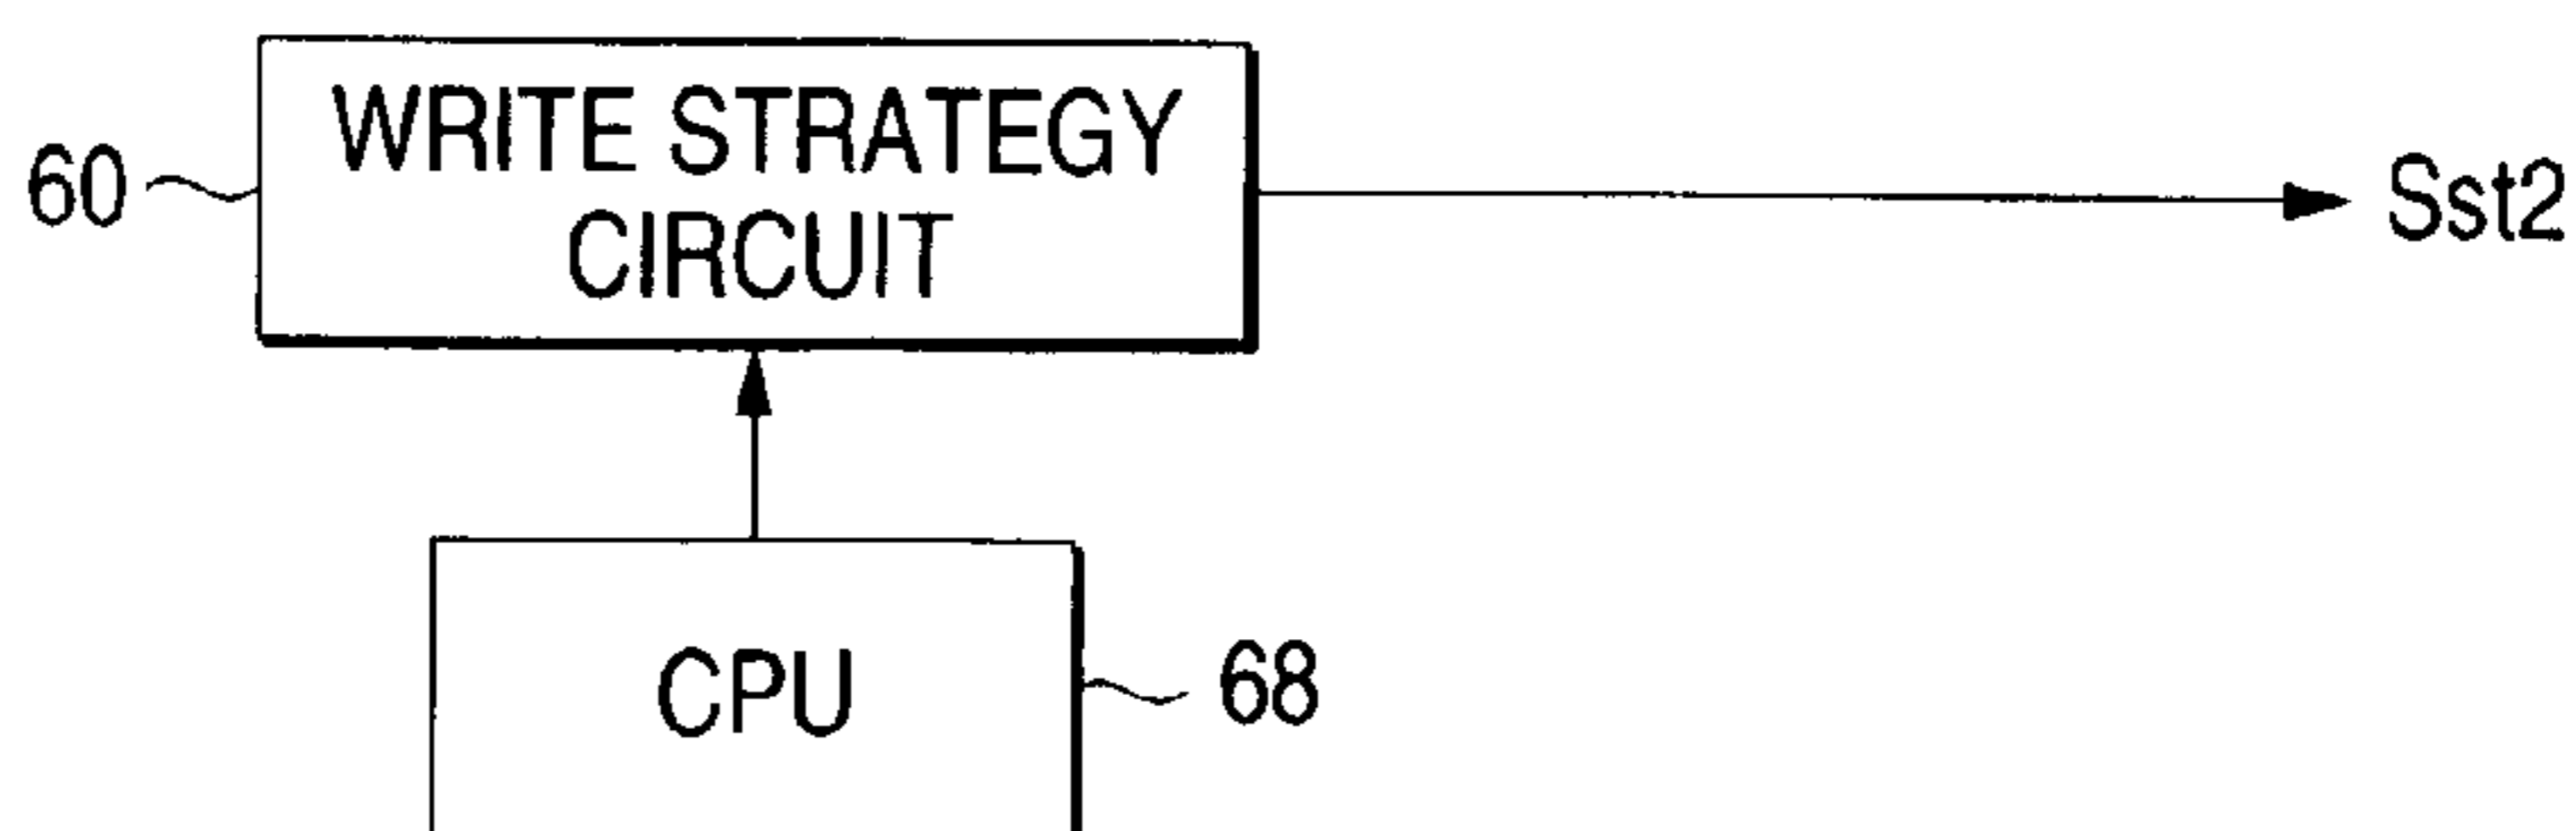 WRITE STRATEGY
CIRCUIT
60
Sst2
CPU
68